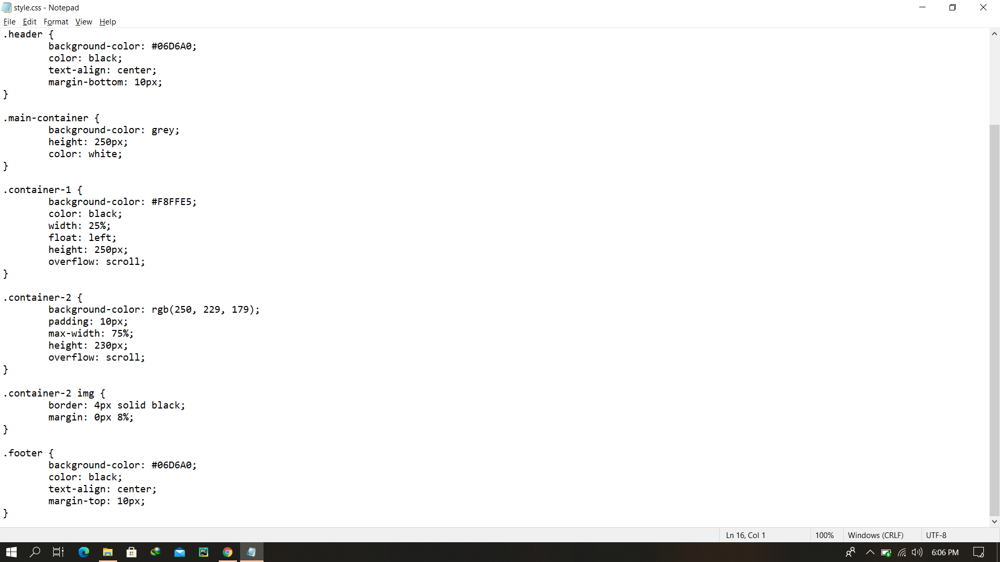 style.css - Notepad
File Edit Format View Help
.header {
background-color: #06D6A0;
color: black;
text-align: center;
margin-bottom: 10px;
}
.main-container {
background-color: grey;
height: 250px;
color: white;
}
.container-1 {
background-color: #F8FFE5;
color: black;
width: 25%;
float: left;
height: 250px;
overflow: scroll;
}
.container-2 {
background-color: rgb(250, 229, 179);
padding: 10px;
max-width: 75%;
height: 230px;
overflow: scroll;
}
.container-2 img {
border: 4px solid black;
margin: 0px 8%;
}
.footer {
background-color: #06D6A0;
color: black;
text-align: center;
margin-top: 10px;
}
Ln 16, Col 1 100% Windows (CRLF) UTF-8
PC 6:06 PM